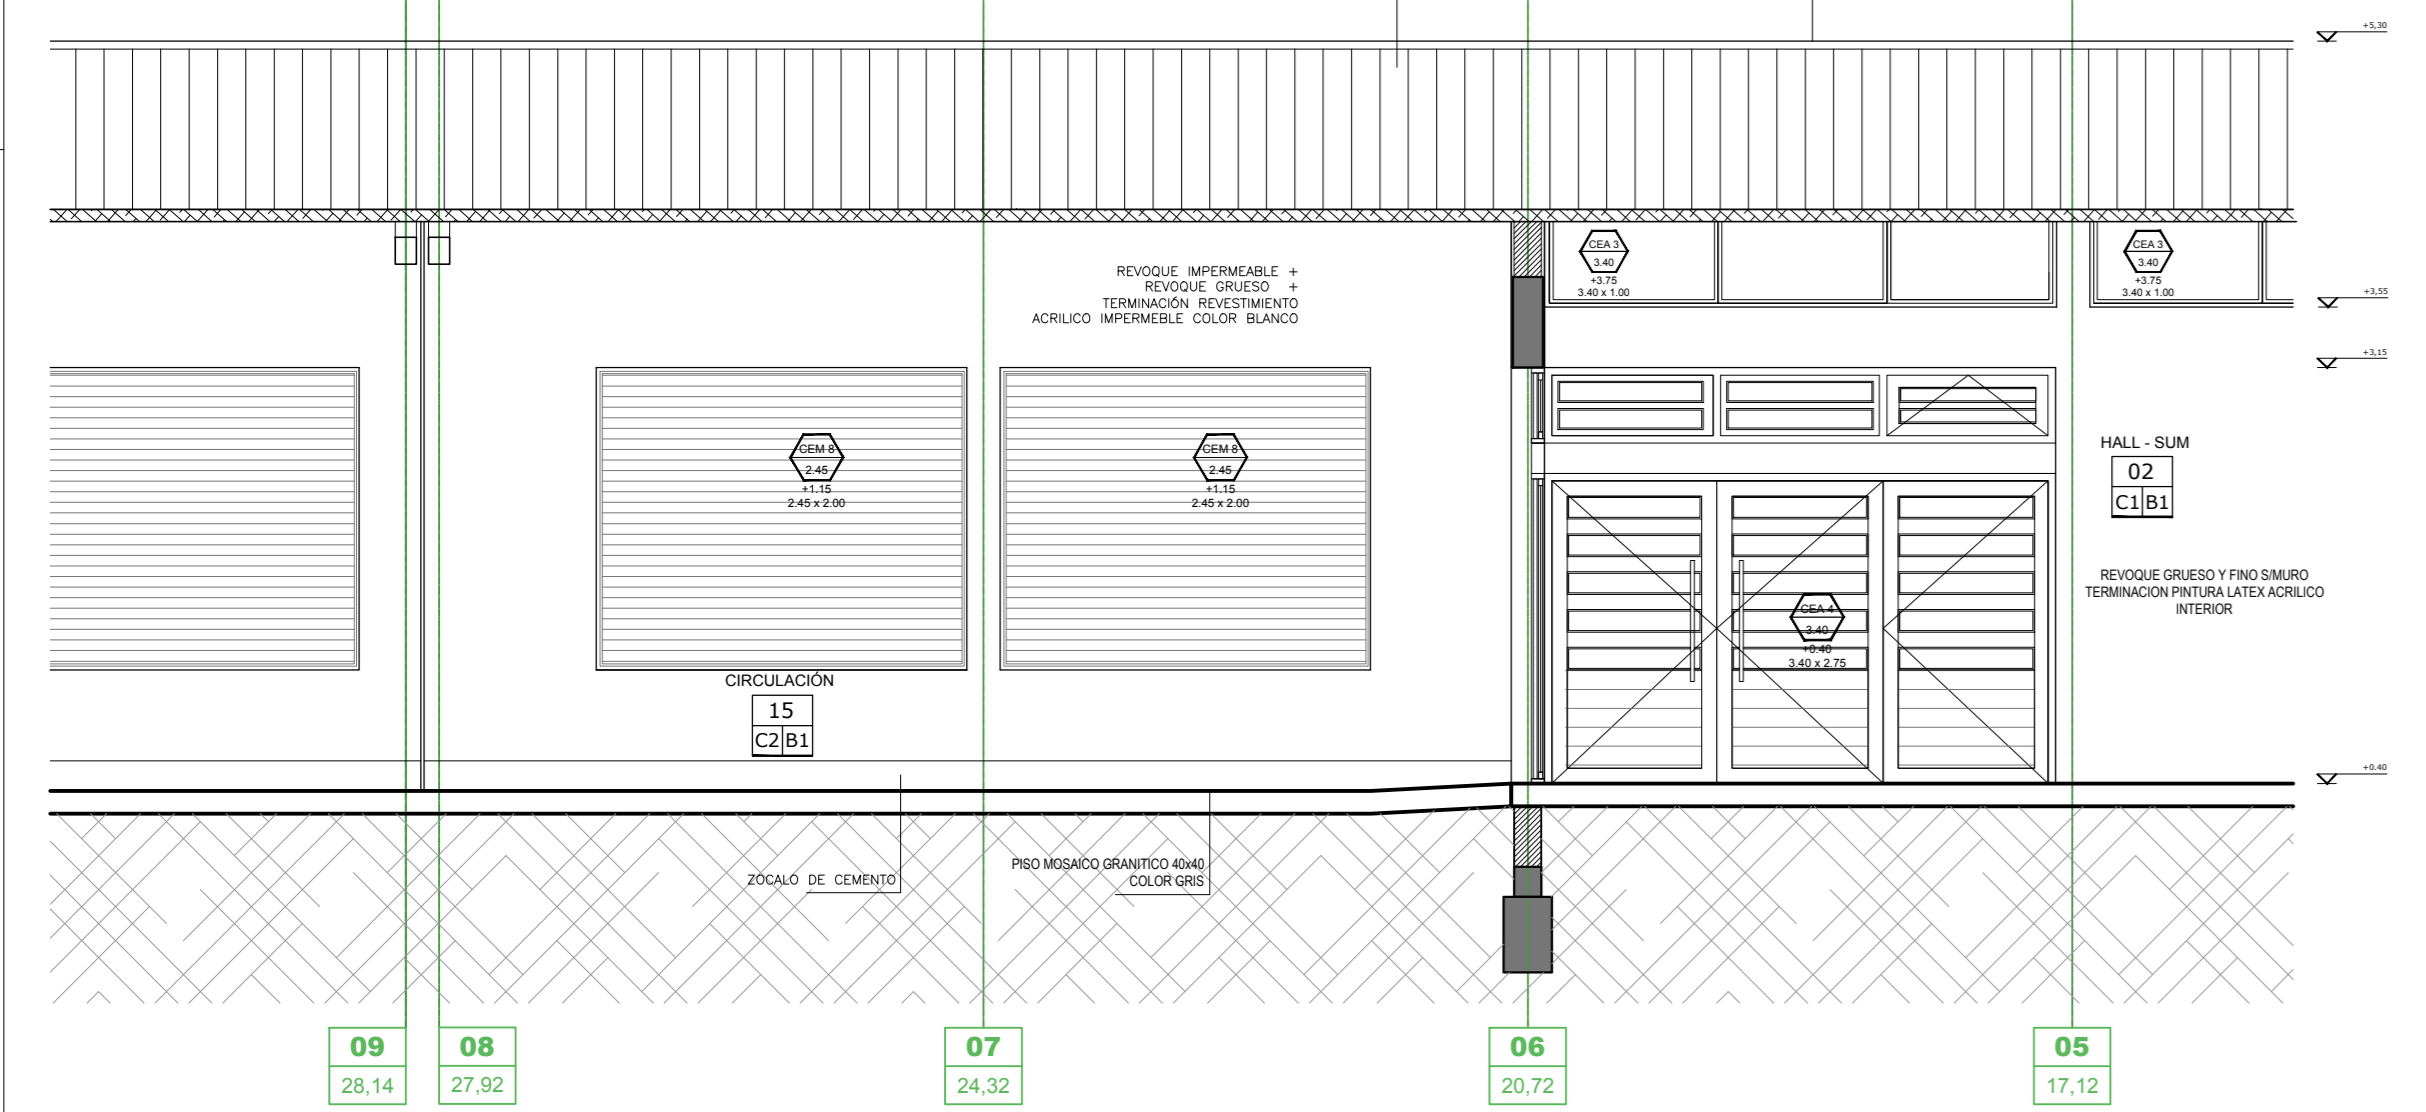 +5,30
CEA 3
3.40
+3.75
3.40 x 1.00
CEA 3
3.40
+3.75
3.40 x 1.00
REVOQUE IMPERMEABLE +
REVOQUE GRUESO +
TERMINACIÓN REVESTIMIENTO
ACRILICO IMPERMEBLE COLOR BLANCO
+3,55
+3,15
CEM 8
2.45
+1.15
2.45 x 2.00
CEM 8
2.45
+1.15
2.45 x 2.00
HALL - SUM
02
C1 B1
REVOQUE GRUESO Y FINO S/MURO
TERMINACION PINTURA LATEX ACRILICO
INTERIOR
CEA 4
3.40
+0.40
3.40 x 2.75
CIRCULACIÓN
15
C2 B1
+0.40
ZOCALO DE CEMENTO
PISO MOSAICO GRANITICO 40x40
COLOR GRIS
09
28,14
08
27,92
07
24,32
06
20,72
05
17,12